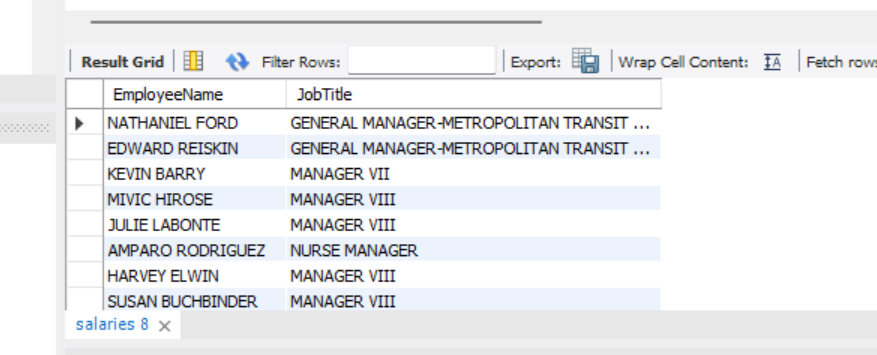 Result Grid Filter Rows: Export: Wrap Cell Content: Fetch rows
EmployeeName JobTitle
NATHANIEL FORD GENERAL MANAGER-METROPOLITAN TRANSIT ...
EDWARD REISKIN GENERAL MANAGER-METROPOLITAN TRANSIT ...
KEVIN BARRY MANAGER VII
MIVIC HIROSE MANAGER VIII
JULIE LABONTE MANAGER VIII
AMPARO RODRIGUEZ NURSE MANAGER
HARVEY ELWIN MANAGER VIII
SUSAN BUCHBINDER MANAGER VIII
salaries 8